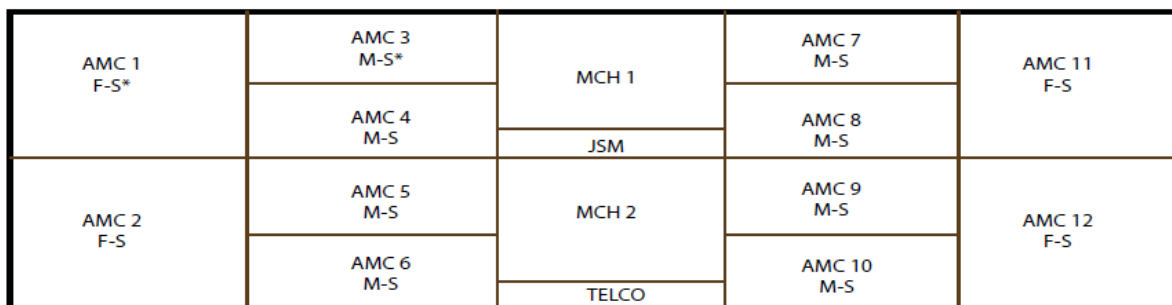 AMC 1
F-S*
AMC 2
F-S
AMC 3
M-S*
AMC 4
M-S
AMC 5
M-S
AMC 6
M-S
MCH 1
JSM
MCH 2
TELCO
AMC 7
M-S
AMC 8
M-S
AMC 9
M-S
AMC 10
M-S
AMC 11
F-S
AMC 12
F-S